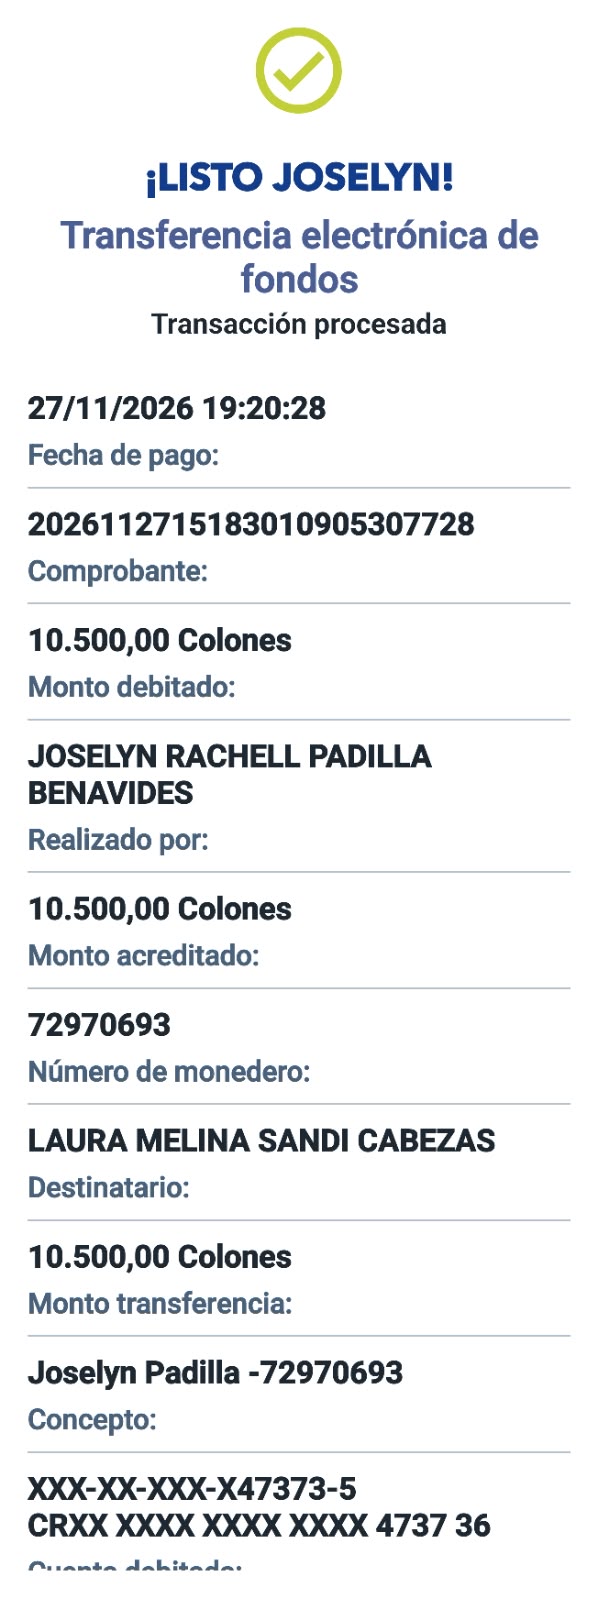 ¡LISTO JOSELYN!
Transferencia electrónica de
fondos
Transacción procesada
27/11/2026 19:20:28
Fecha de pago:
2026112715183010905307728
Comprobante:
10.500,00 Colones
Monto debitado:
JOSELYN RACHELL PADILLA
BENAVIDES
Realizado por:
10.500,00 Colones
Monto acreditado:
72970693
Número de monedero:
LAURA MELINA SANDI CABEZAS
Destinatario:
10.500,00 Colones
Monto transferencia:
Joselyn Padilla -72970693
Concepto:
XXX-XX-XXX-X47373-5
CRXX XXXX XXXX XXXX 4737 36
Cuenta debitada: